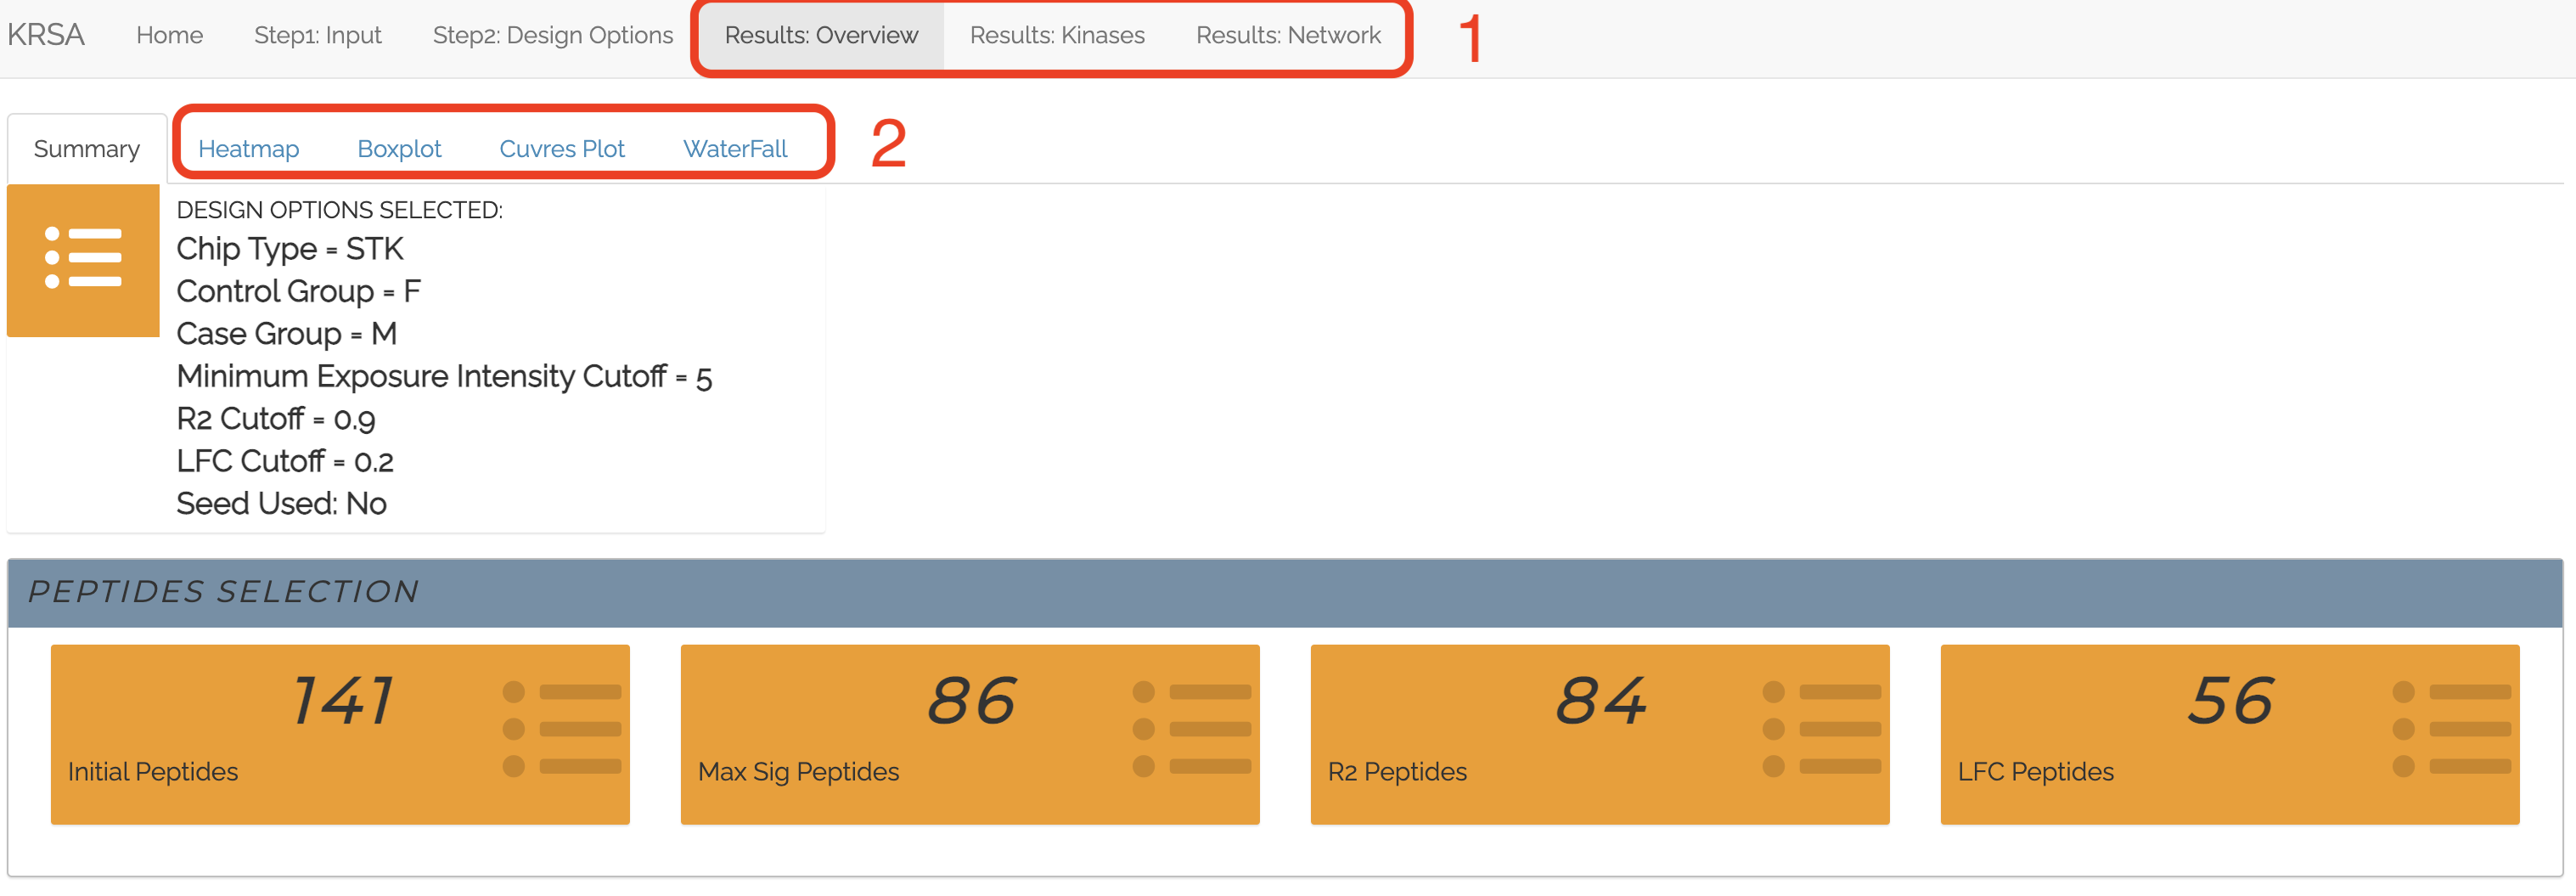 KRSA Home Step1: Input Step2: Design Options Results: Overview Results: Kinases Results: Network 1
Summary Heatmap Boxplot Cuvres Plot WaterFall 2
DESIGN OPTIONS SELECTED:
Chip Type = STK
Control Group = F
Case Group = M
Minimum Exposure Intensity Cutoff = 5
R2 Cutoff = 0.9
LFC Cutoff = 0.2
Seed Used: No
PEPTIDES SELECTION
141 86 84 56
Initial Peptides Max Sig Peptides R2 Peptides LFC Peptides